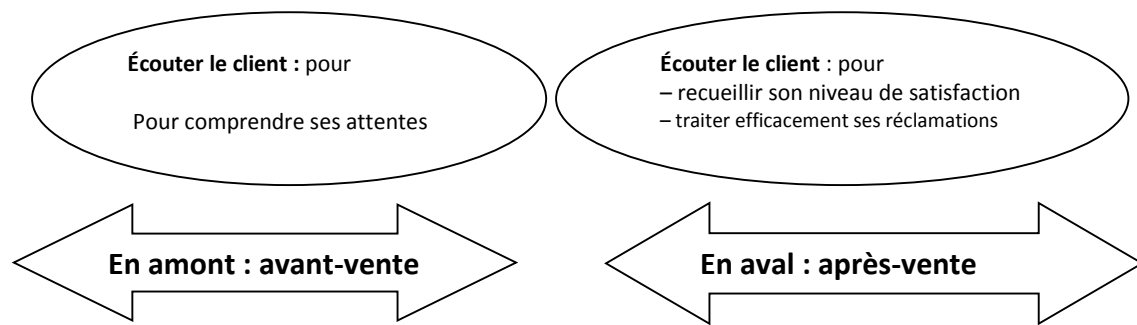 Écouter le client : pour
Pour comprendre ses attentes
Écouter le client : pour
– recueillir son niveau de satisfaction
– traiter efficacement ses réclamations
En amont : avant-vente
En aval : après-vente